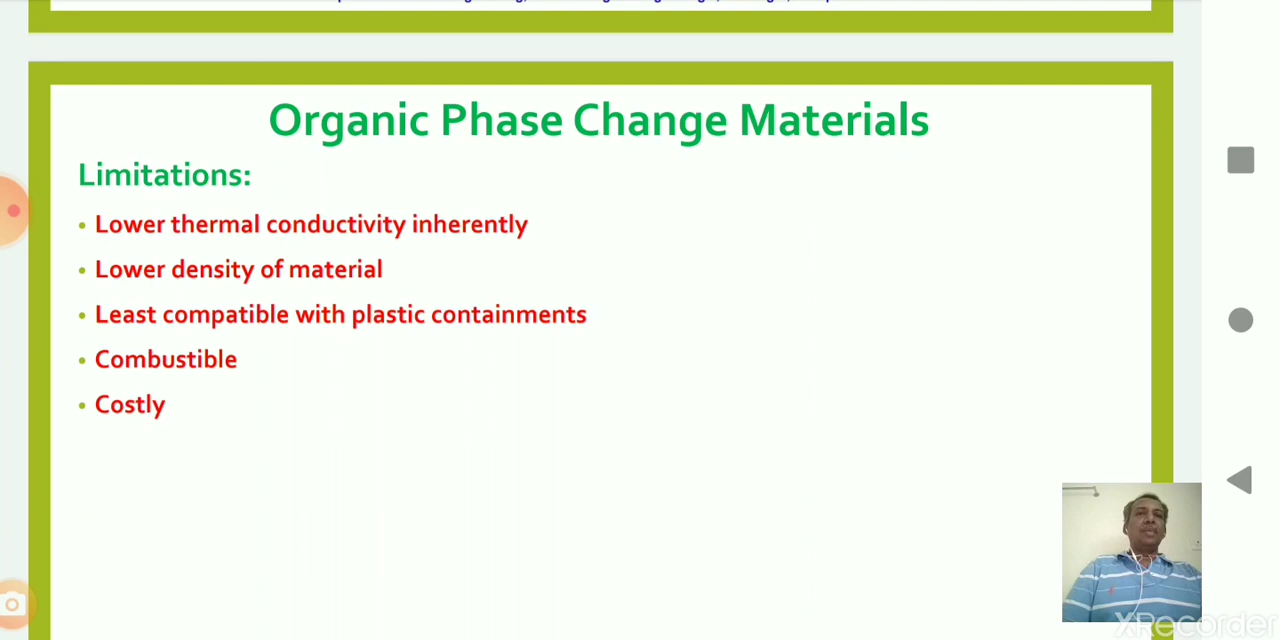 Organic Phase Change Materials
Limitations:
• Lower thermal conductivity inherently
• Lower density of material
• Least compatible with plastic containments
• Combustible
• Costly
XRecorder